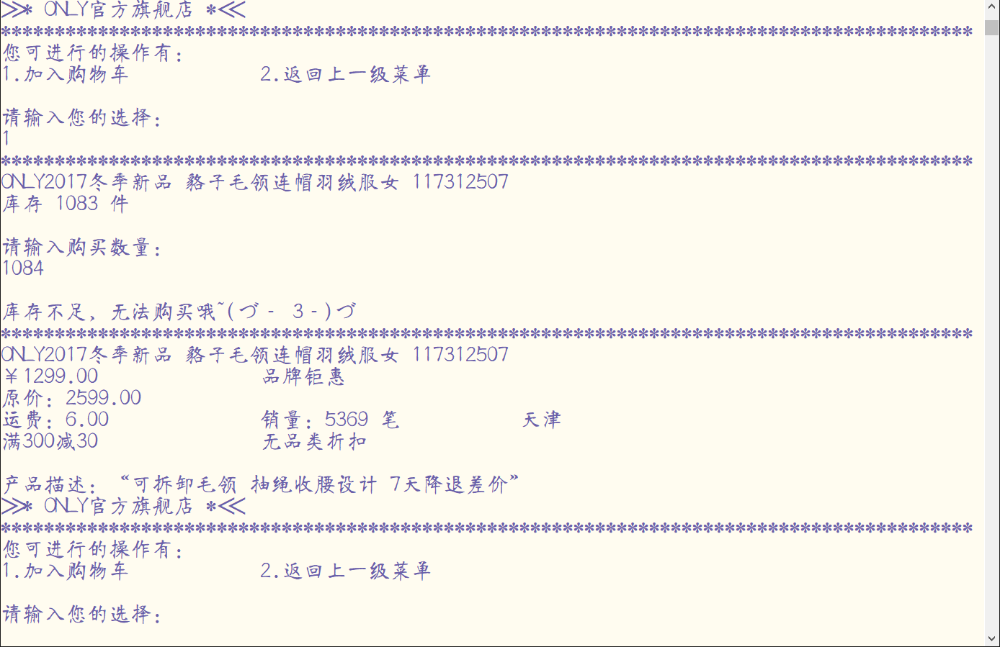 >>* ONLY官方旗舰店 *<<
******************************************************************************************
您可进行的操作有：
1.加入购物车 2.返回上一级菜单
请输入您的选择：
1
******************************************************************************************
ONLY2017冬季新品 貉子毛领连帽羽绒服女 117312507
库存 1083 件
请输入购买数量：
1084
库存不足，无法购买哦~(づ - 3 -)づ
******************************************************************************************
ONLY2017冬季新品 貉子毛领连帽羽绒服女 117312507
￥1299.00 品牌钜惠
原价：2599.00
运费：6.00 销量：5369 笔 天津
满300减30 无品类折扣
产品描述：“可拆卸毛领 抽绳收腰设计 7天降退差价”
>>* ONLY官方旗舰店 *<<
******************************************************************************************
您可进行的操作有：
1.加入购物车 2.返回上一级菜单
请输入您的选择：